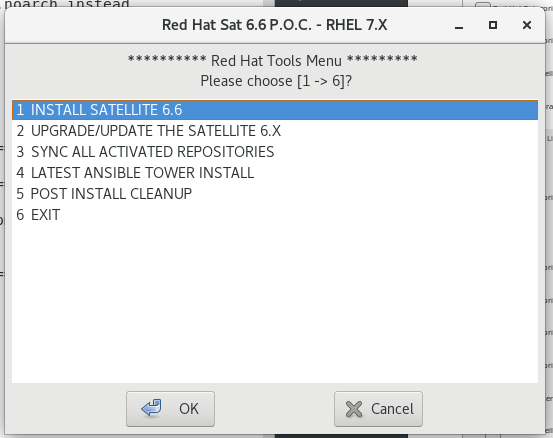 noarch instead
Red Hat Sat 6.6 P.O.C. - RHEL 7.X
********** Red Hat Tools Menu *********
Please choose [1 -> 6]?
1 INSTALL SATELLITE 6.6
2 UPGRADE/UPDATE THE SATELLITE 6.X
3 SYNC ALL ACTIVATED REPOSITORIES
4 LATEST ANSIBLE TOWER INSTALL
5 POST INSTALL CLEANUP
6 EXIT
OK
Cancel